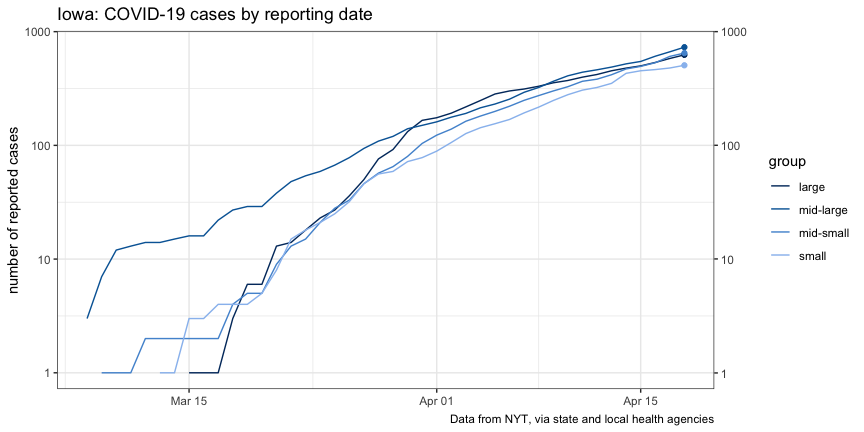 Iowa: COVID-19 cases by reporting date
1000
100
10
1
number of reported cases
1000
100
10
1
Mar 15
Apr 01
Apr 15
group
large
mid-large
mid-small
small
Data from NYT, via state and local health agencies